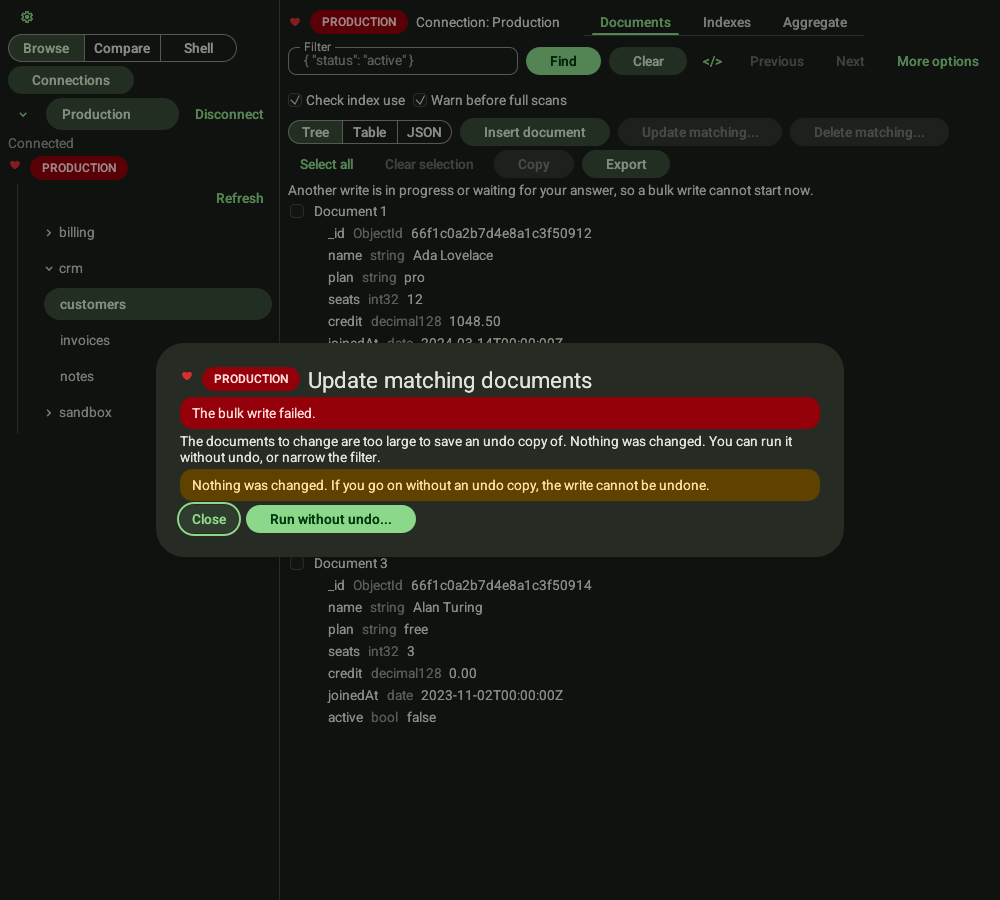 Browse Compare Shell
Connections
Production Disconnect
Connected
PRODUCTION
Refresh
billing
crm
customers
invoices
notes
sandbox
PRODUCTION Connection: Production Documents Indexes Aggregate
Filter
{ "status": "active" } Find Clear </> Previous Next More options
Check index use Warn before full scans
Tree Table JSON Insert document Update matching... Delete matching...
Select all Clear selection Copy Export
Another write is in progress or waiting for your answer, so a bulk write cannot start now.
Document 1
_id ObjectId 66f1c0a2b7d4e8a1c3f50912
name string Ada Lovelace
plan string pro
seats int32 12
credit decimal128 1048.50
joinedAt date 2024-03-14T00:00:00Z
PRODUCTION Update matching documents
The bulk write failed.
The documents to change are too large to save an undo copy of. Nothing was changed. You can run it
without undo, or narrow the filter.
Nothing was changed. If you go on without an undo copy, the write cannot be undone.
Close Run without undo...
Document 3
_id ObjectId 66f1c0a2b7d4e8a1c3f50914
name string Alan Turing
plan string free
seats int32 3
credit decimal128 0.00
joinedAt date 2023-11-02T00:00:00Z
active bool false